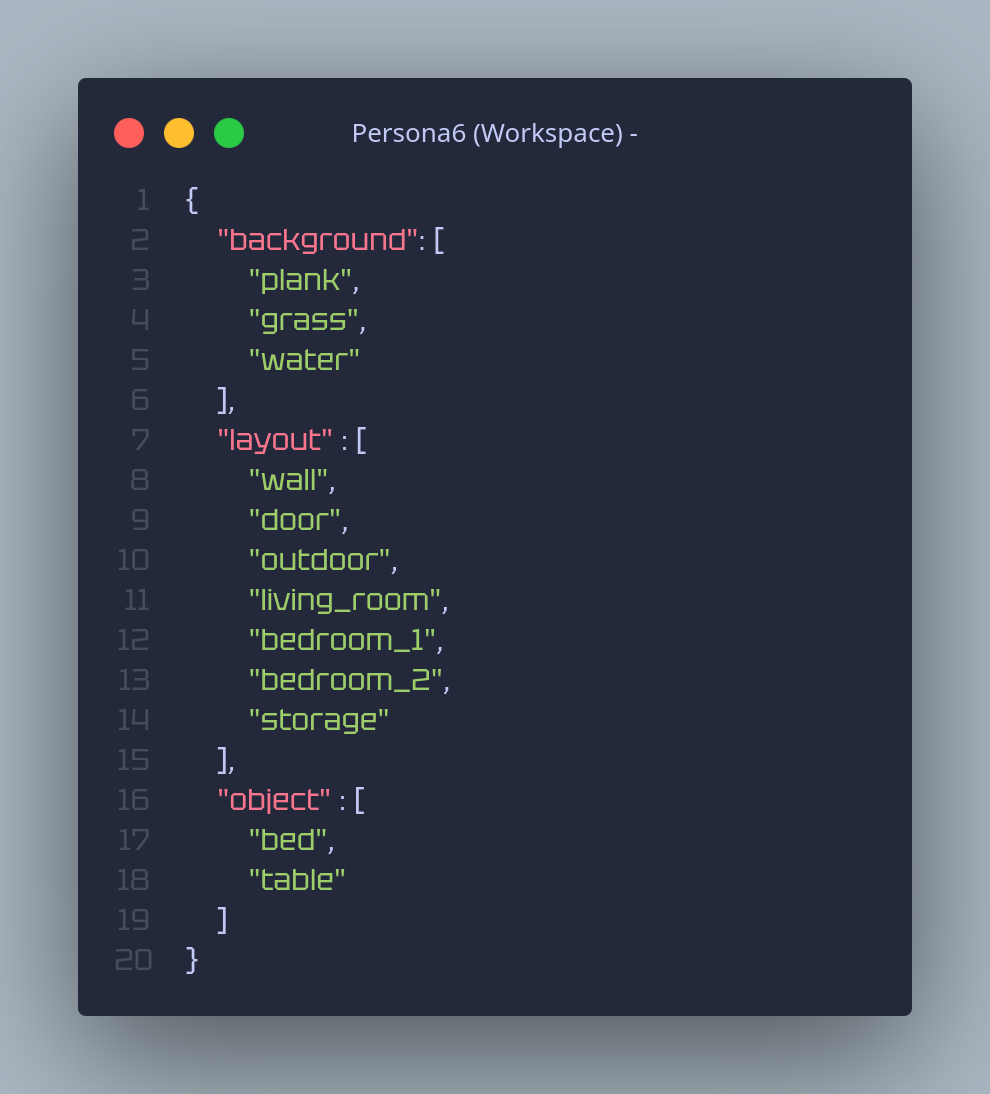 Persona6 (Workspace) -
1 {
2 "background": [
3 "plank",
4 "grass",
5 "water"
6 ],
7 "layout" : [
8 "wall",
9 "door",
10 "outdoor",
11 "living_room",
12 "bedroom_1",
13 "bedroom_2",
14 "storage"
15 ],
16 "object" : [
17 "bed",
18 "table"
19 ]
20 }